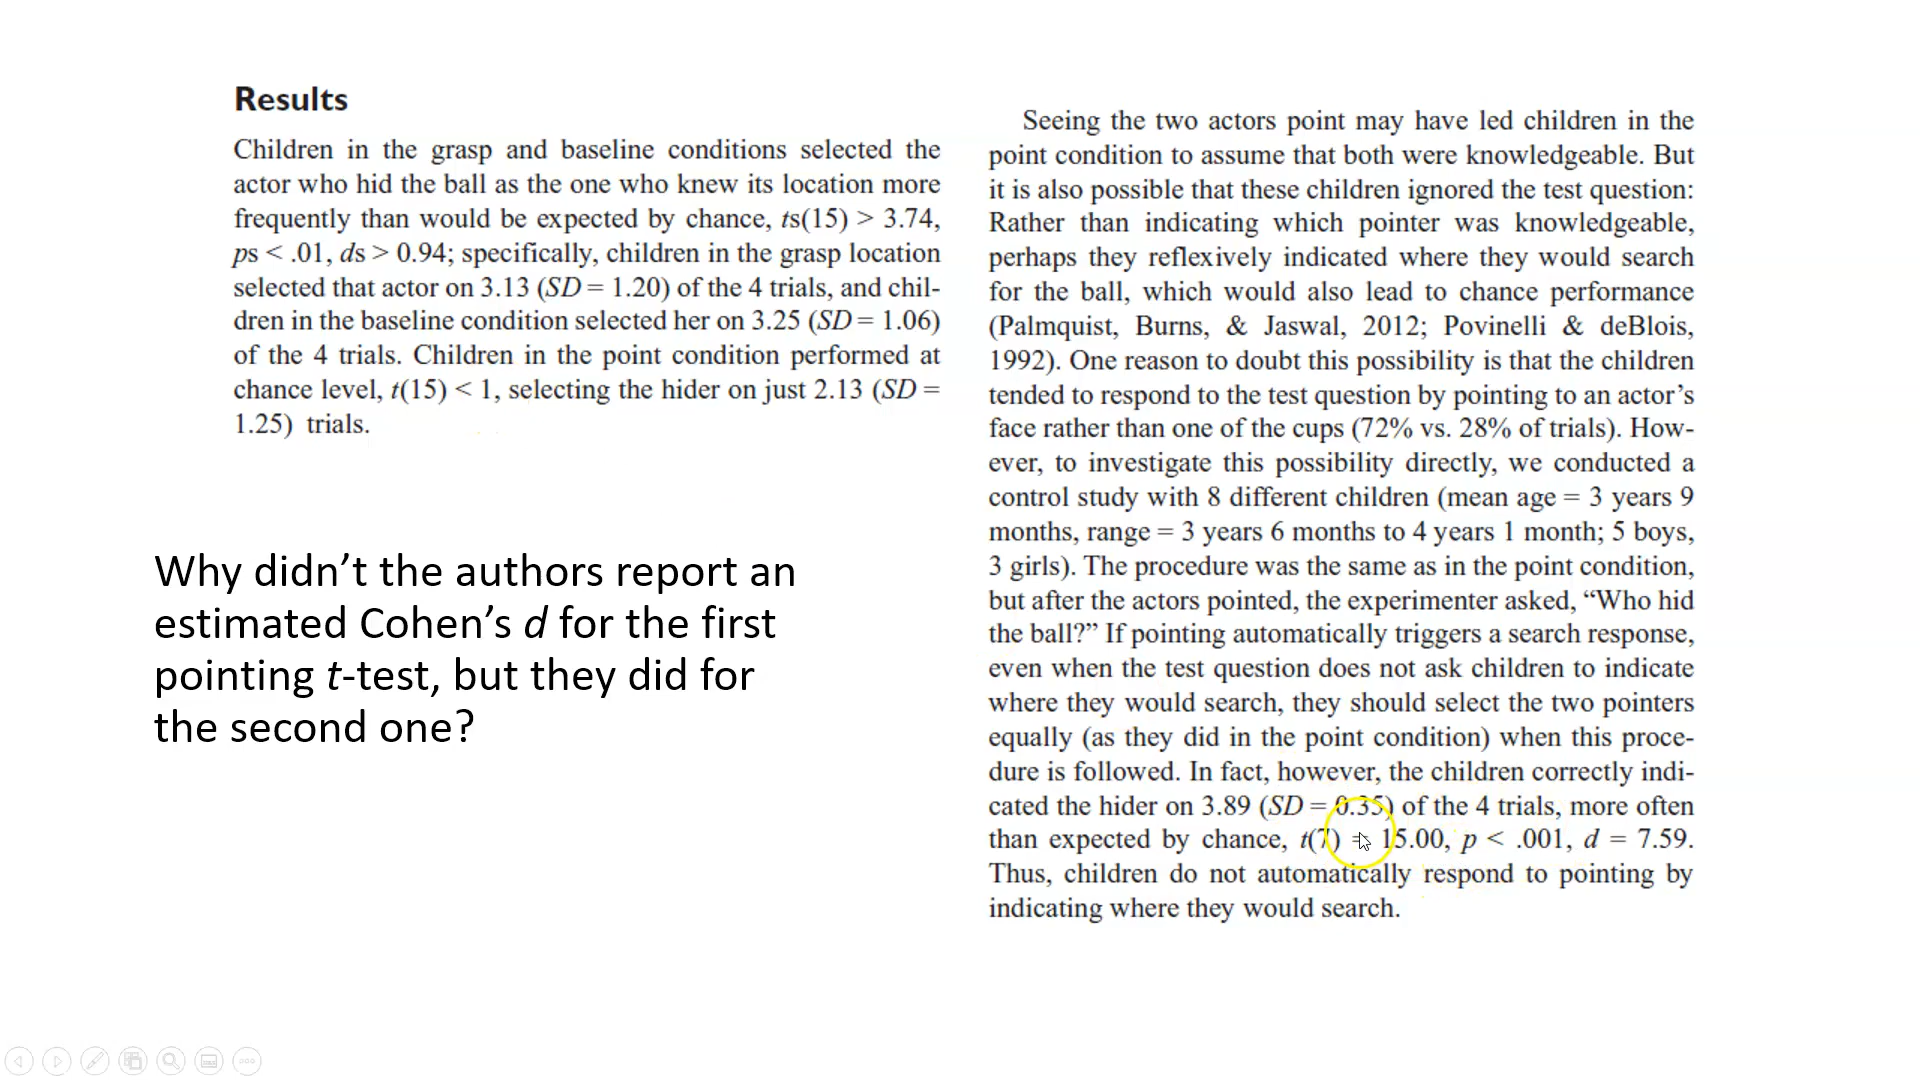 Results
Children in the grasp and baseline conditions selected the
actor who hid the ball as the one who knew its location more
frequently than would be expected by chance, ts(15) > 3.74,
ps < .01, ds > 0.94; specifically, children in the grasp location
selected that actor on 3.13 (SD = 1.20) of the 4 trials, and chil-
dren in the baseline condition selected her on 3.25 (SD = 1.06)
of the 4 trials. Children in the point condition performed at
chance level, t(15) < 1, selecting the hider on just 2.13 (SD =
1.25) trials.
Why didn’t the authors report an
estimated Cohen’s d for the first
pointing t-test, but they did for
the second one?
Seeing the two actors point may have led children in the
point condition to assume that both were knowledgeable. But
it is also possible that these children ignored the test question:
Rather than indicating which pointer was knowledgeable,
perhaps they reflexively indicated where they would search
for the ball, which would also lead to chance performance
(Palmquist, Burns, & Jaswal, 2012; Povinelli & deBlois,
1992). One reason to doubt this possibility is that the children
tended to respond to the test question by pointing to an actor’s
face rather than one of the cups (72% vs. 28% of trials). How-
ever, to investigate this possibility directly, we conducted a
control study with 8 different children (mean age = 3 years 9
months, range = 3 years 6 months to 4 years 1 month; 5 boys,
3 girls). The procedure was the same as in the point condition,
but after the actors pointed, the experimenter asked, “Who hid
the ball?” If pointing automatically triggers a search response,
even when the test question does not ask children to indicate
where they would search, they should select the two pointers
equally (as they did in the point condition) when this proce-
dure is followed. In fact, however, the children correctly indi-
cated the hider on 3.89 (SD = 0.35) of the 4 trials, more often
than expected by chance, t(7) = 15.00, p < .001, d = 7.59.
Thus, children do not automatically respond to pointing by
indicating where they would search.